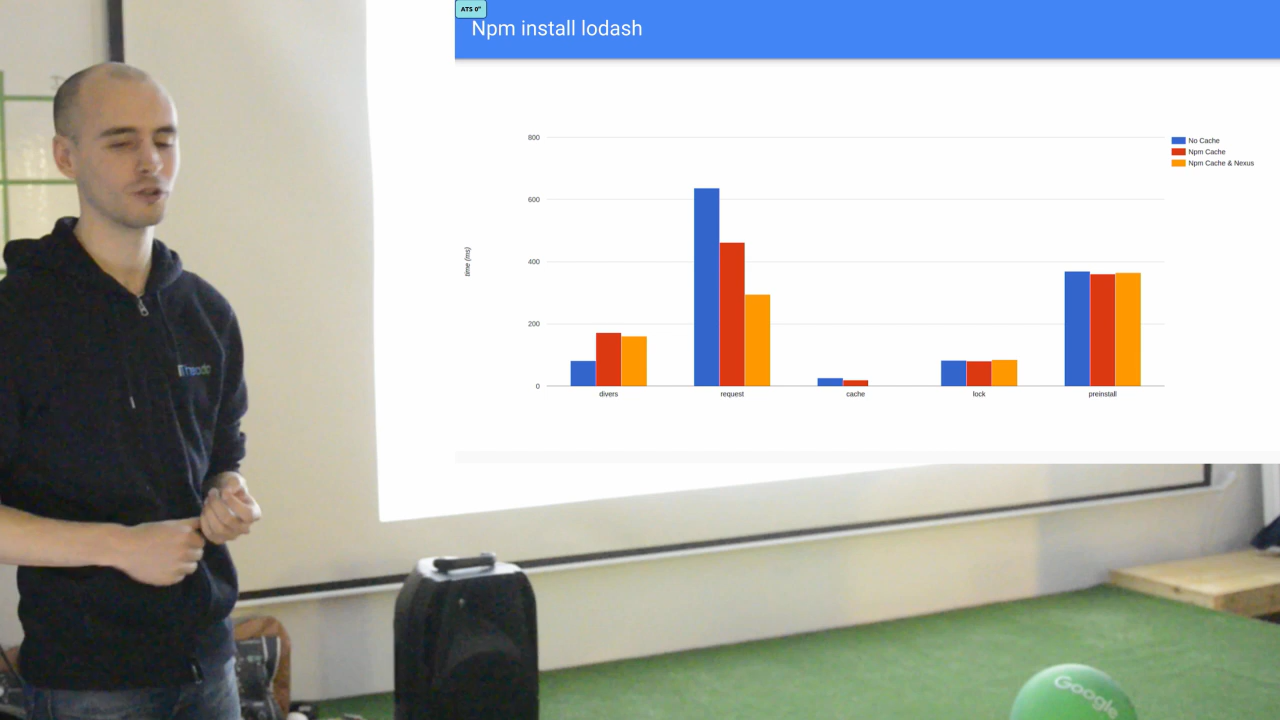 ATS 0"
Npm install lodash
800
600
400
200
0
time (ms)
divers
request
cache
lock
preinstall
No Cache
Npm Cache
Npm Cache & Nexus
Theodo
Google